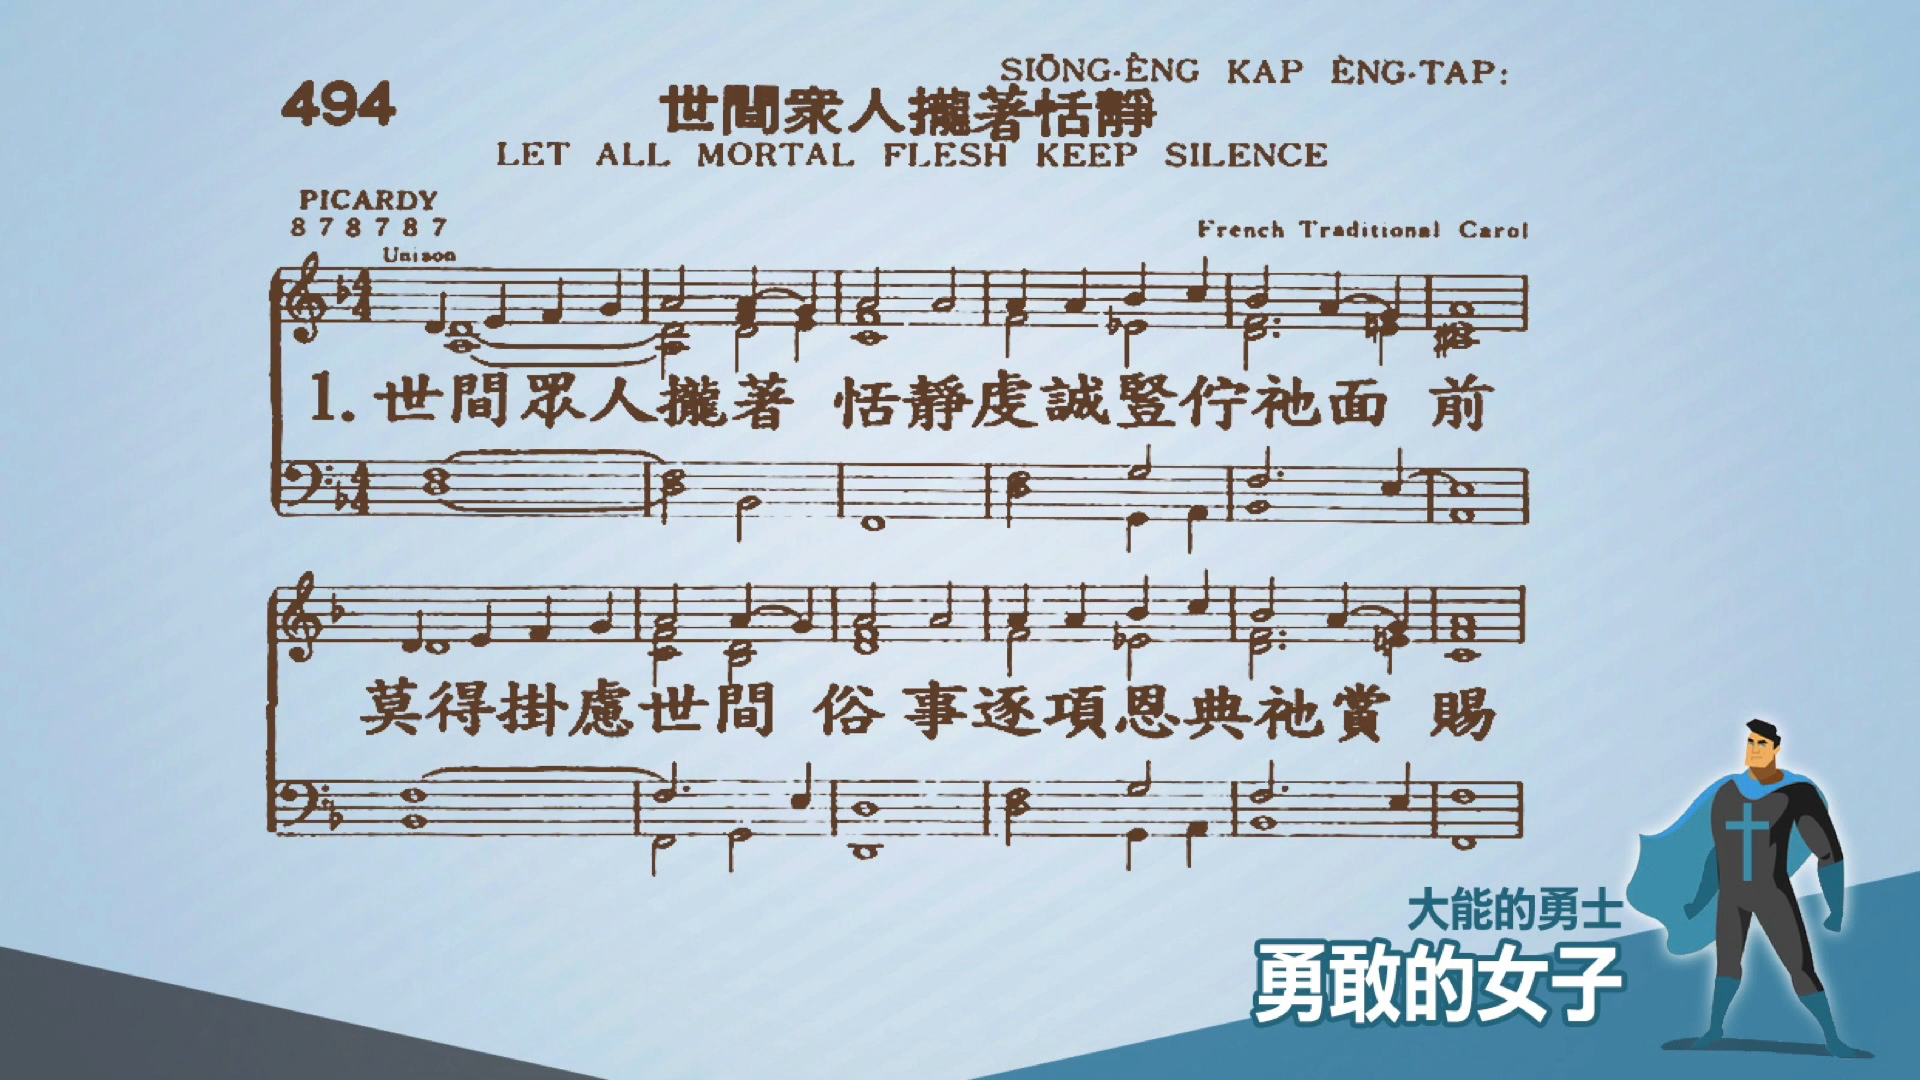 SIŌNG-ÈNG KAP ÈNG-TAP:
494
世間衆人攏著恬靜
LET ALL MORTAL FLESH KEEP SILENCE
PICARDY
8 7 8 7 8 7
French Traditional Carol
Unison
1. 世間眾人攏著 恬靜虔誠豎佇祂面 前
莫得掛慮世間 俗事逐項恩典祂賞 賜
大能的勇士
勇敢的女子